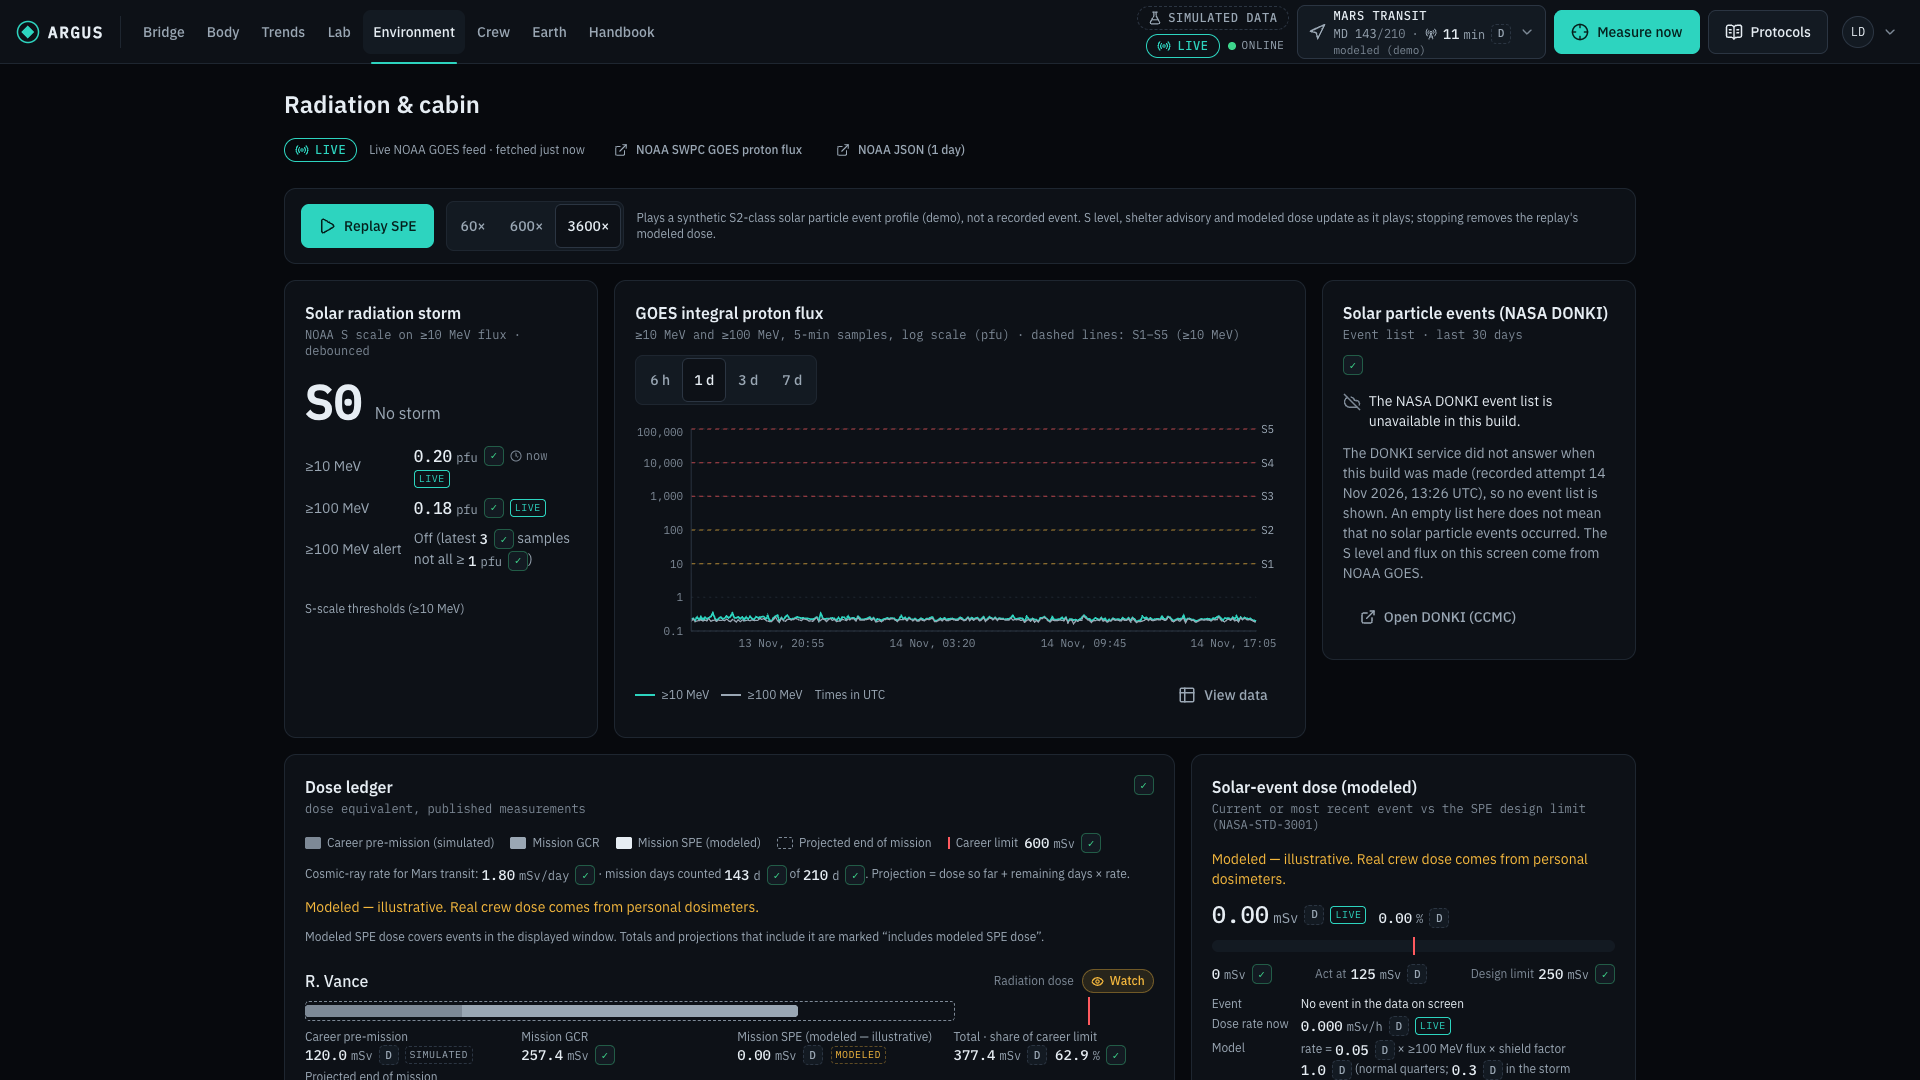 ARGUS
Bridge
Body
Trends
Lab
Environment
Crew
Earth
Handbook
SIMULATED DATA
LIVE
ONLINE
MARS TRANSIT
MD 143/210 · 11 min D
modeled (demo)
Measure now
Protocols
LD
Radiation & cabin
LIVE
Live NOAA GOES feed · fetched just now
NOAA SWPC GOES proton flux
NOAA JSON (1 day)
Replay SPE
60×
600×
3600×
Plays a synthetic S2-class solar particle event profile (demo), not a recorded event. S level, shelter advisory and modeled dose update as it plays; stopping removes the replay's
modeled dose.
Solar radiation storm
NOAA S scale on ≥10 MeV flux ·
debounced
S0 No storm
≥10 MeV
0.20 pfu ✓ now
LIVE
≥100 MeV
0.18 pfu ✓ LIVE
≥100 MeV alert
Off (latest 3 ✓ samples
not all ≥ 1 pfu ✓)
S-scale thresholds (≥10 MeV)
GOES integral proton flux
≥10 MeV and ≥100 MeV, 5-min samples, log scale (pfu) · dashed lines: S1–S5 (≥10 MeV)
6 h
1 d
3 d
7 d
100,000
S5
10,000
S4
1,000
S3
100
S2
10
S1
1
0.1
13 Nov, 20:55
14 Nov, 03:20
14 Nov, 09:45
14 Nov, 17:05
≥10 MeV
≥100 MeV
Times in UTC
View data
Solar particle events (NASA DONKI)
Event list · last 30 days
✓
The NASA DONKI event list is
unavailable in this build.
The DONKI service did not answer when
this build was made (recorded attempt 14
Nov 2026, 13:26 UTC), so no event list is
shown. An empty list here does not mean
that no solar particle events occurred. The
S level and flux on this screen come from
NOAA GOES.
Open DONKI (CCMC)
Dose ledger
✓
dose equivalent, published measurements
Career pre-mission (simulated)
Mission GCR
Mission SPE (modeled)
Projected end of mission
Career limit 600 mSv ✓
Cosmic-ray rate for Mars transit: 1.80 mSv/day ✓ · mission days counted 143 d ✓ of 210 d ✓. Projection = dose so far + remaining days × rate.
Modeled — illustrative. Real crew dose comes from personal dosimeters.
Modeled SPE dose covers events in the displayed window. Totals and projections that include it are marked “includes modeled SPE dose”.
R. Vance
Radiation dose
Watch
Career pre-mission
120.0 mSv D SIMULATED
Mission GCR
257.4 mSv ✓
Mission SPE (modeled — illustrative)
0.00 mSv D MODELED
Total · share of career limit
377.4 mSv D 62.9 % ✓
Projected end of mission
Solar-event dose (modeled)
Current or most recent event vs the SPE design limit
(NASA-STD-3001)
Modeled — illustrative. Real crew dose comes from personal
dosimeters.
0.00 mSv D LIVE 0.00 % D
0 mSv ✓
Act at 125 mSv D
Design limit 250 mSv ✓
Event
No event in the data on screen
Dose rate now
0.000 mSv/h D LIVE
Model
rate = 0.05 D × ≥100 MeV flux × shield factor
1.0 D (normal quarters; 0.3 D in the storm